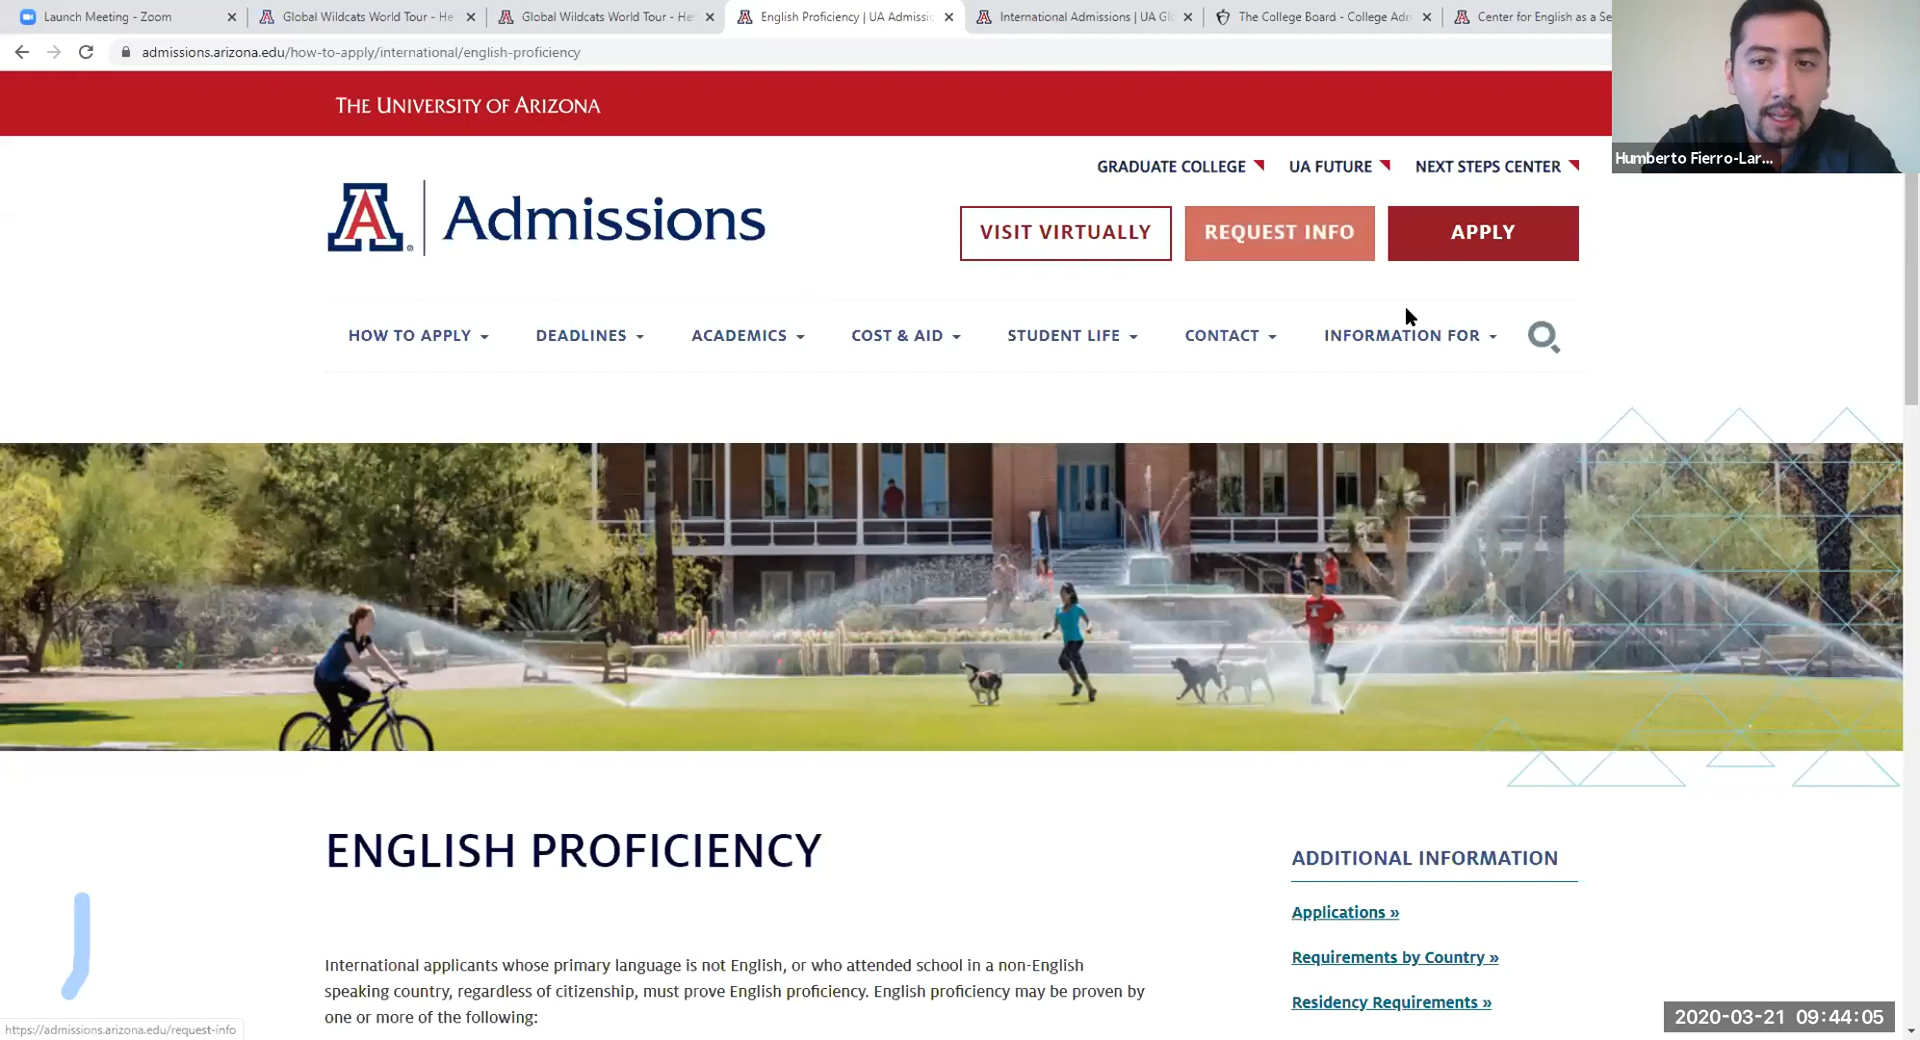 Launch Meeting - Zoom
Global Wildcats World Tour - He
Global Wildcats World Tour - He
English Proficiency | UA Admissi
International Admissions | UA Gl
The College Board - College Adm
Center for English as a Se
admissions.arizona.edu/how-to-apply/international/english-proficiency
THE UNIVERSITY OF ARIZONA
Humberto Fierro-Lar...
GRADUATE COLLEGE
UA FUTURE
NEXT STEPS CENTER
A
Admissions
VISIT VIRTUALLY
REQUEST INFO
APPLY
HOW TO APPLY
DEADLINES
ACADEMICS
COST & AID
STUDENT LIFE
CONTACT
INFORMATION FOR
ENGLISH PROFICIENCY
International applicants whose primary language is not English, or who attended school in a non-English
speaking country, regardless of citizenship, must prove English proficiency. English proficiency may be proven by
one or more of the following:
ADDITIONAL INFORMATION
Applications »
Requirements by Country »
Residency Requirements »
https://admissions.arizona.edu/request-info
2020-03-21 09:44:05